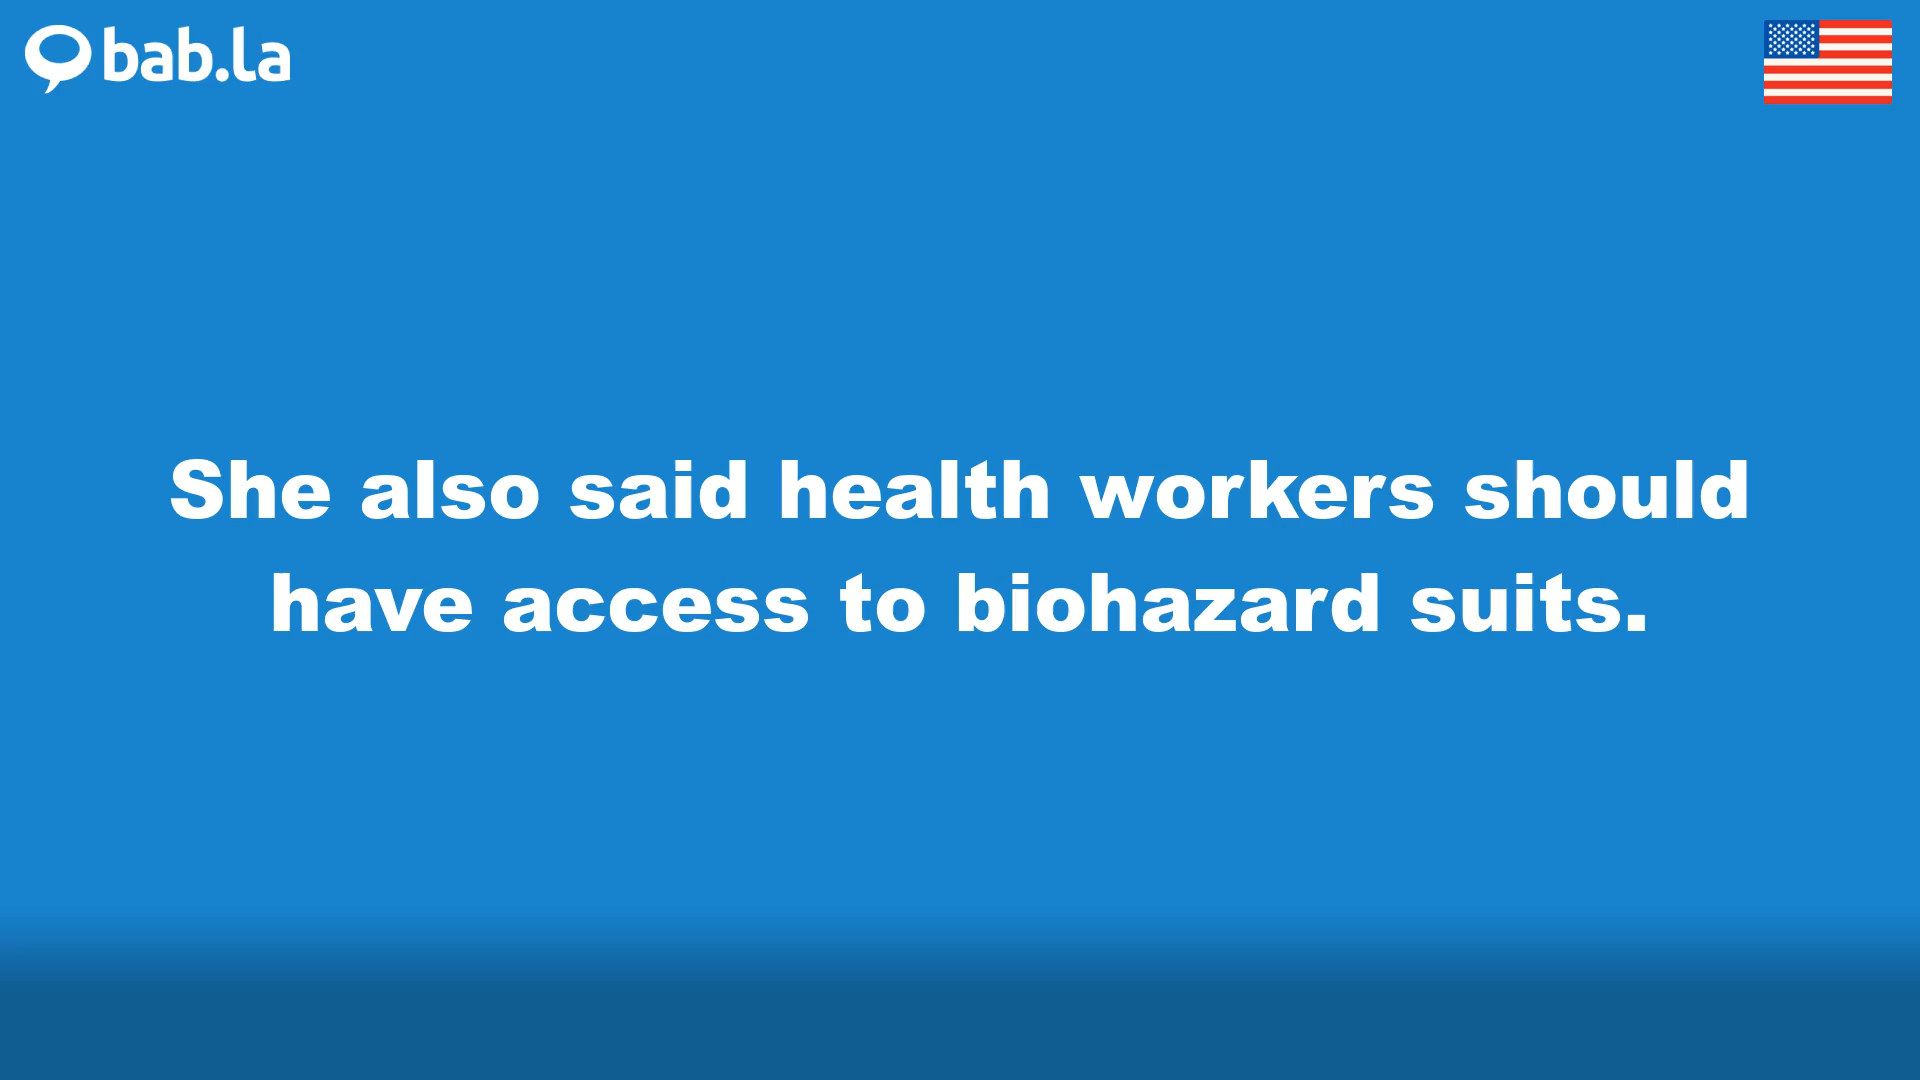 bab.la
She also said health workers should
have access to biohazard suits.